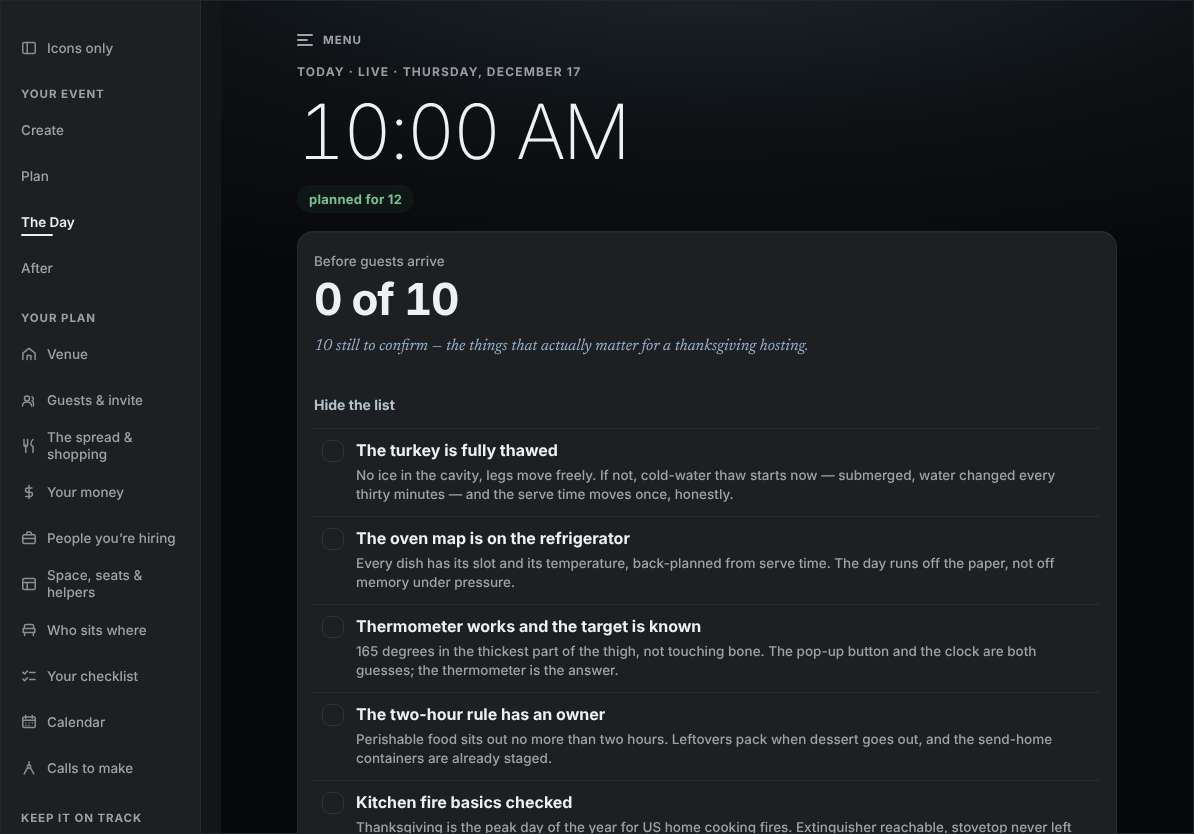 Icons only
YOUR EVENT
Create
Plan
The Day
After
YOUR PLAN
Venue
Guests & invite
The spread &
shopping
Your money
People you’re hiring
Space, seats &
helpers
Who sits where
Your checklist
Calendar
Calls to make
KEEP IT ON TRACK
MENU
TODAY · LIVE · THURSDAY, DECEMBER 17
10:00 AM
planned for 12
Before guests arrive
0 of 10
10 still to confirm — the things that actually matter for a thanksgiving hosting.
Hide the list
The turkey is fully thawed
No ice in the cavity, legs move freely. If not, cold-water thaw starts now — submerged, water changed every
thirty minutes — and the serve time moves once, honestly.
The oven map is on the refrigerator
Every dish has its slot and its temperature, back-planned from serve time. The day runs off the paper, not off
memory under pressure.
Thermometer works and the target is known
165 degrees in the thickest part of the thigh, not touching bone. The pop-up button and the clock are both
guesses; the thermometer is the answer.
The two-hour rule has an owner
Perishable food sits out no more than two hours. Leftovers pack when dessert goes out, and the send-home
containers are already staged.
Kitchen fire basics checked
Thanksgiving is the peak day of the year for US home cooking fires. Extinguisher reachable, stovetop never left